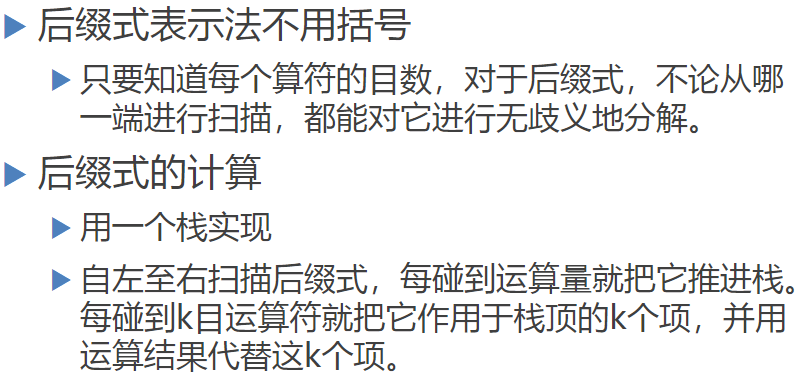 后缀式表示法不用括号
只要知道每个算符的目数，对于后缀式，不论从哪
一端进行扫描，都能对它进行无歧义地分解。
后缀式的计算
用一个栈实现
自左至右扫描后缀式，每碰到运算量就把它推进栈。
每碰到k目运算符就把它作用于栈顶的k个项，并用
运算结果代替这k个项。